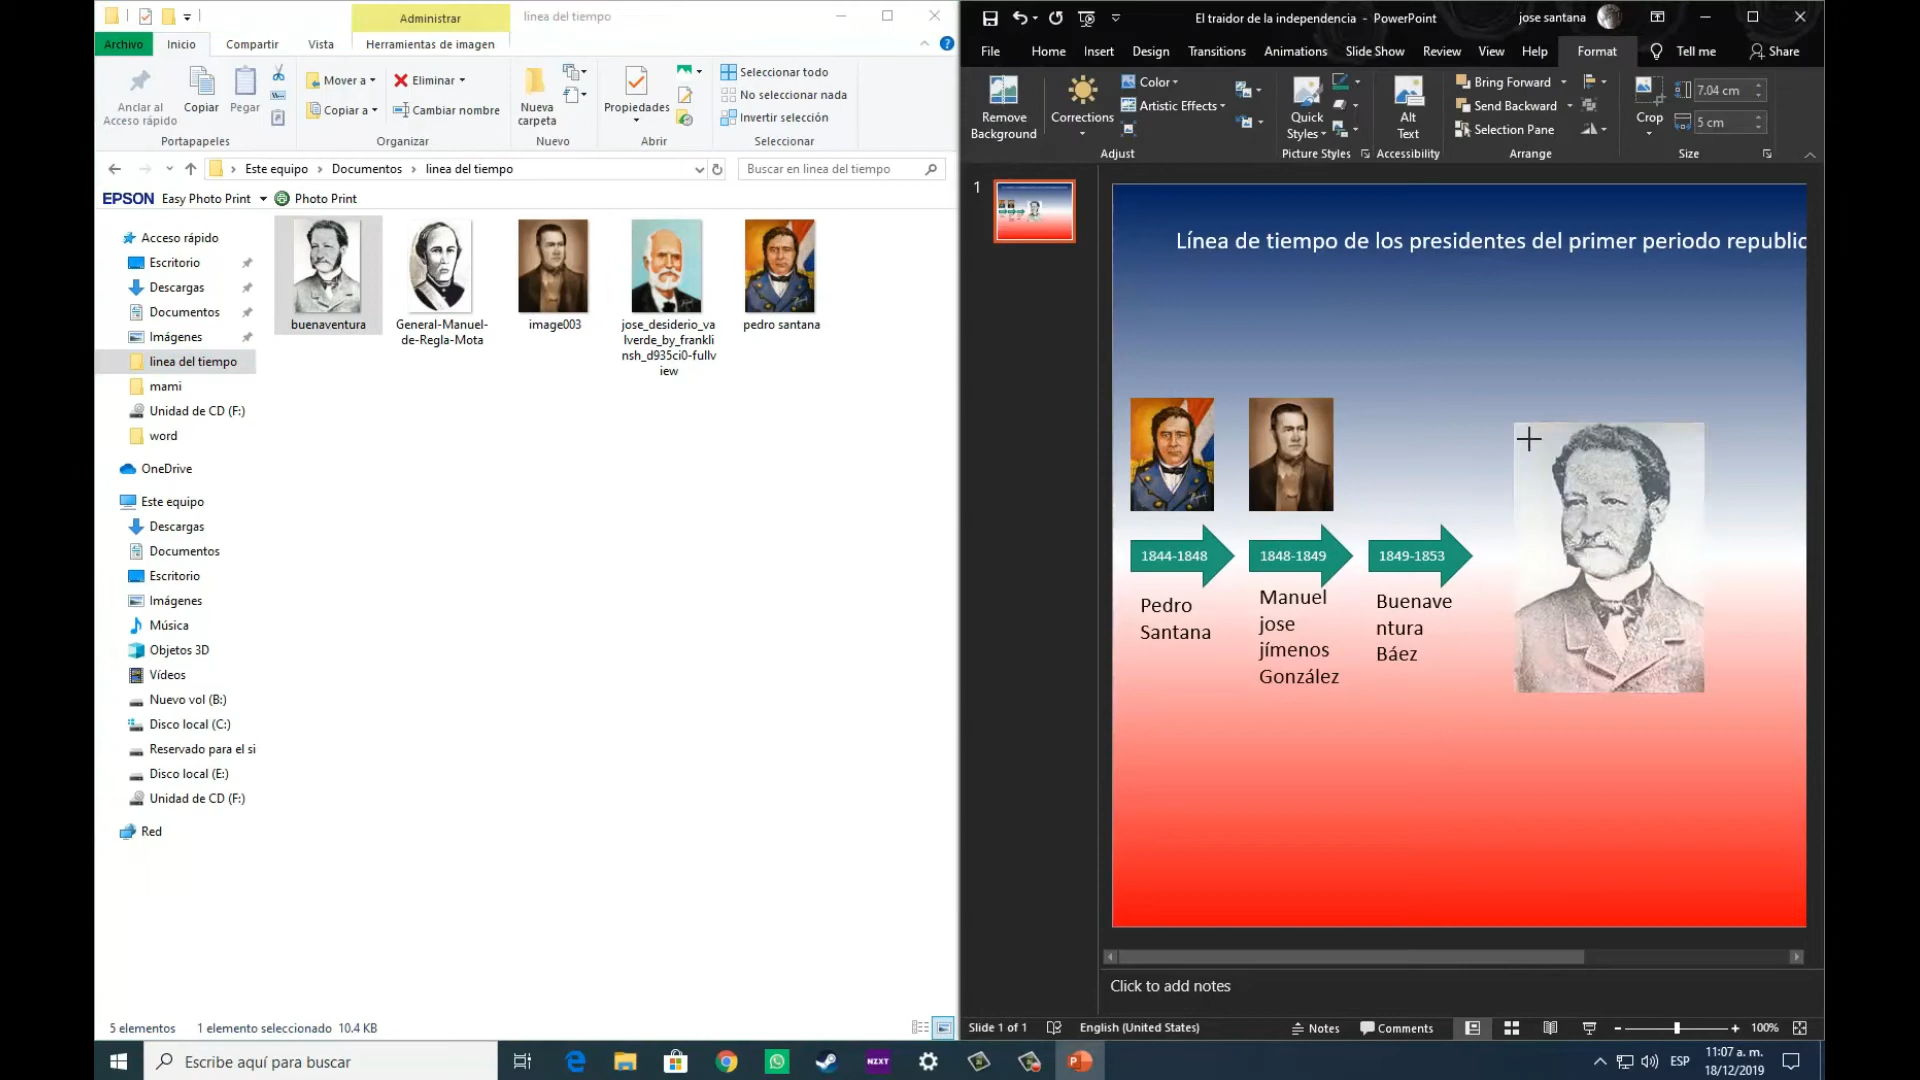 Administrar
linea del tiempo
Archivo
Inicio
Compartir
Vista
Herramientas de imagen
Anclar al
Acceso rápido
Copiar
Pegar
Portapapeles
Mover a
Copiar a
Eliminar
Cambiar nombre
Organizar
Nueva
carpeta
Nuevo
Propiedades
Abrir
Seleccionar todo
No seleccionar nada
Invertir selección
Seleccionar
Este equipo
Documentos
linea del tiempo
Buscar en linea del tiempo
EPSON
Easy Photo Print
Photo Print
Acceso rápido
Escritorio
Descargas
Documentos
Imágenes
linea del tiempo
mami
Unidad de CD (F:)
word
OneDrive
Este equipo
Descargas
Documentos
Escritorio
Imágenes
Música
Objetos 3D
Vídeos
Nuevo vol (B:)
Disco local (C:)
Reservado para el si
Disco local (E:)
Unidad de CD (F:)
Red
buenaventura
General-Manuel-
de-Regla-Mota
image003
jose_desiderio_va
lverde_by_frankli
nsh_d935ci0-fullv
iew
pedro santana
5 elementos
1 elemento seleccionado 10.4 KB
El traidor de la independencia - PowerPoint
jose santana
File
Home
Insert
Design
Transitions
Animations
Slide Show
Review
View
Help
Format
Tell me
Share
Remove
Background
Corrections
Color
Artistic Effects
Adjust
Quick
Styles
Picture Styles
Alt
Text
Accessibility
Bring Forward
Send Backward
Selection Pane
Arrange
Crop
7.04 cm
5 cm
Size
1
Línea de tiempo de los presidentes del primer periodo republic
1844-1848
1848-1849
1849-1853
Pedro
Santana
Manuel
jose
jímenos
González
Buenave
ntura
Báez
Click to add notes
Slide 1 of 1
English (United States)
Notes
Comments
100%
Escribe aquí para buscar
NZXT
ESP
11:07 a. m.
18/12/2019